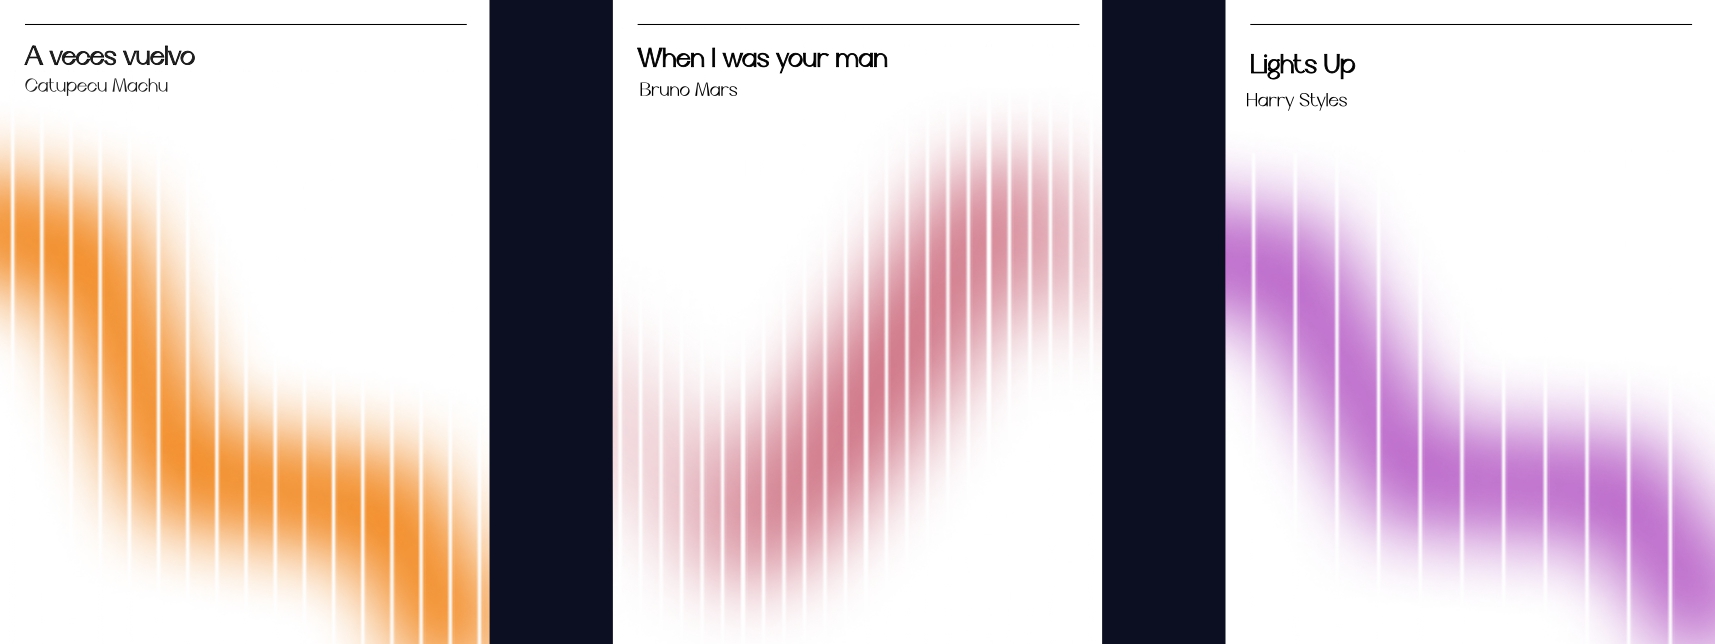 A veces vuelvo
Catupecu Machu
When I was your man
Bruno Mars
Lights Up
Harry Styles